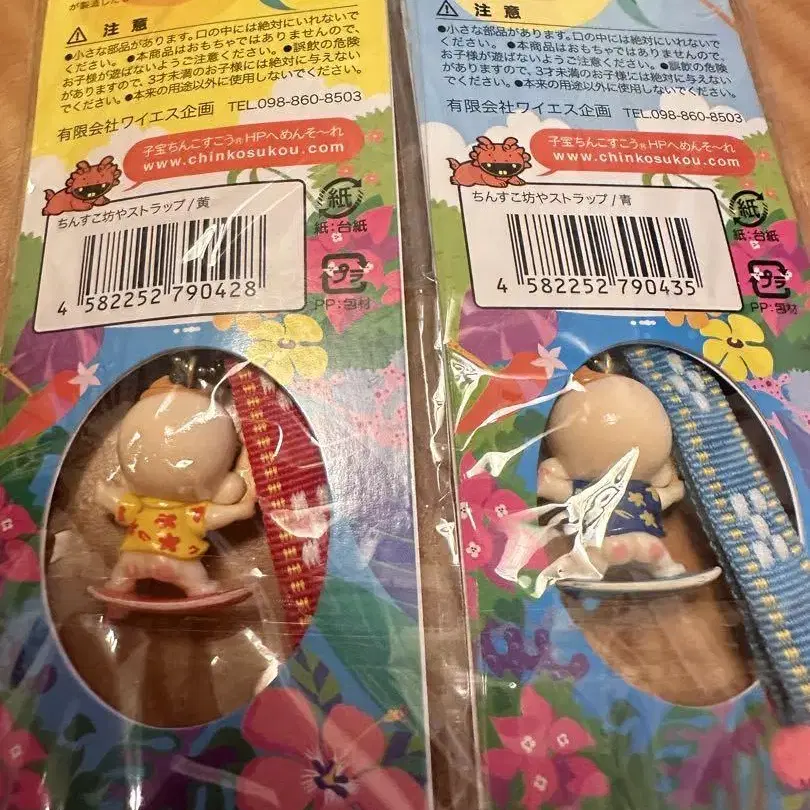 が製造した
⚠ 注意
●小さな部品があります。口の中には絶対にいれないで
ください。●本商品はおもちゃではありませんので、
お子様が遊ばないようご注意ください。●誤飲の危険
がありますので、3才未満のお子様には絶対に与えない
でください。●本来の用途以外に使用しないでください。
有限会社ワイエス企画 TEL.098-860-8503
子宝ちんこすこうⓇHPへめんそ〜れ
www.chinkosukou.com
ちんすこ坊やストラップ/黄
4 582252 790428
紙
紙:台紙
プラ
PP:包材
⚠ 注意
●小さな部品があります。口の中には絶対にいれないで
ください。●本商品はおもちゃではありませんので、
お子様が遊ばないようご注意ください。●誤飲の危険
がありますので、3才未満のお子様には絶対に与えない
でください。●本来の用途以外に使用しないでください。
有限会社ワイエス企画 TEL.098-860-8503
子宝ちんこすこうⓇHPへめんそ〜れ
www.chinkosukou.com
ちんすこ坊やストラップ/青
4 582252 790435
紙
紙:台紙
プラ
PP:包材